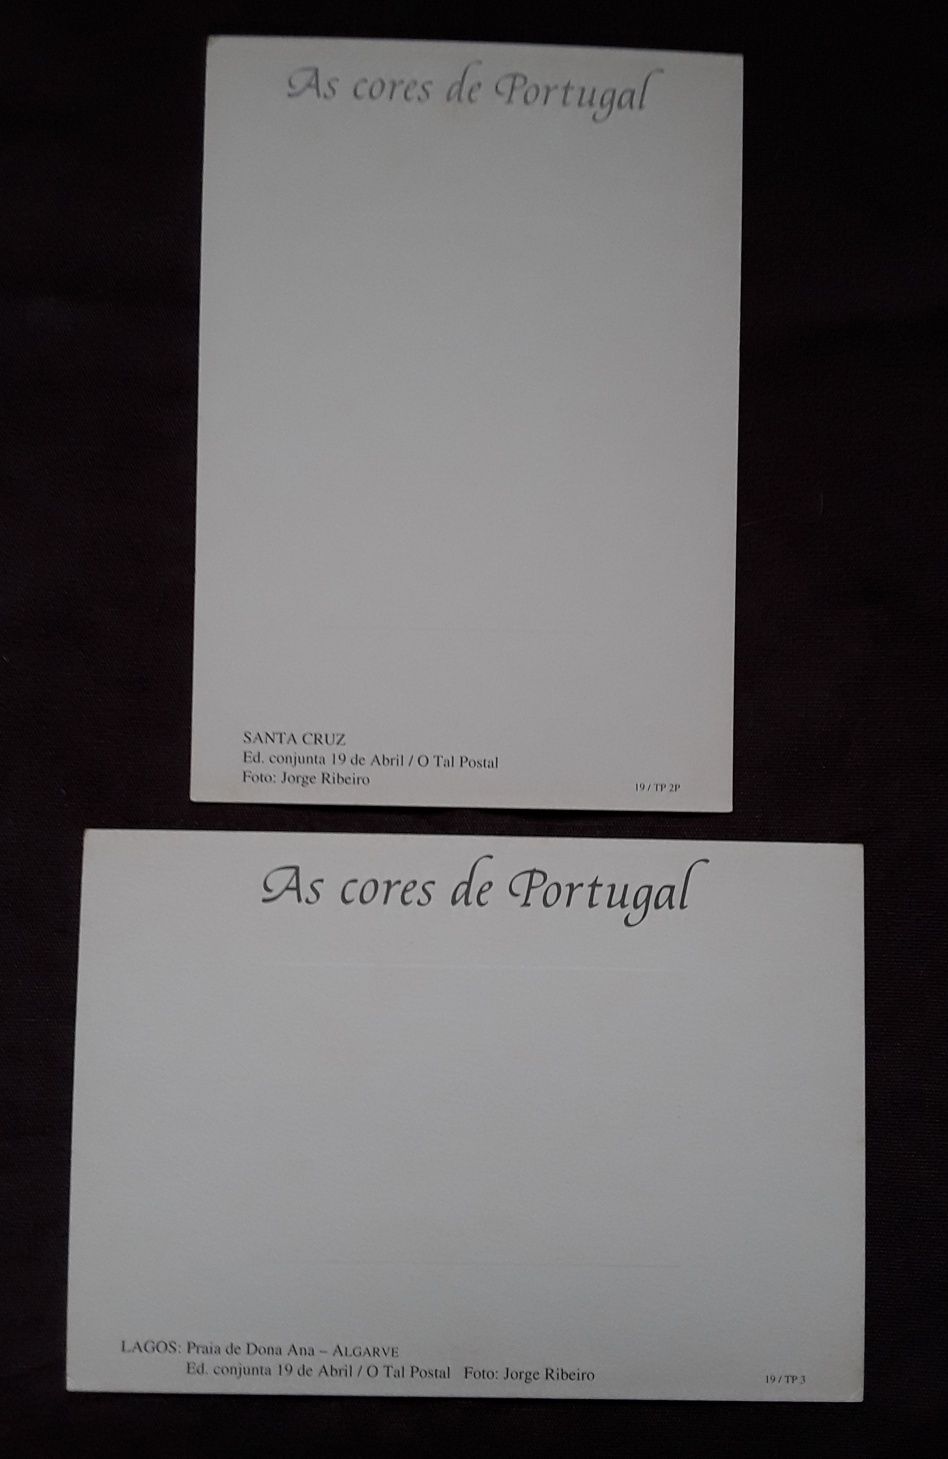 As cores de Portugal
SANTA CRUZ
Ed. conjunta 19 de Abril / O Tal Postal
Foto: Jorge Ribeiro
19 / TP 2P
As cores de Portugal
LAGOS: Praia de Dona Ana – ALGARVE
Ed. conjunta 19 de Abril / O Tal Postal Foto: Jorge Ribeiro
19 / TP 3